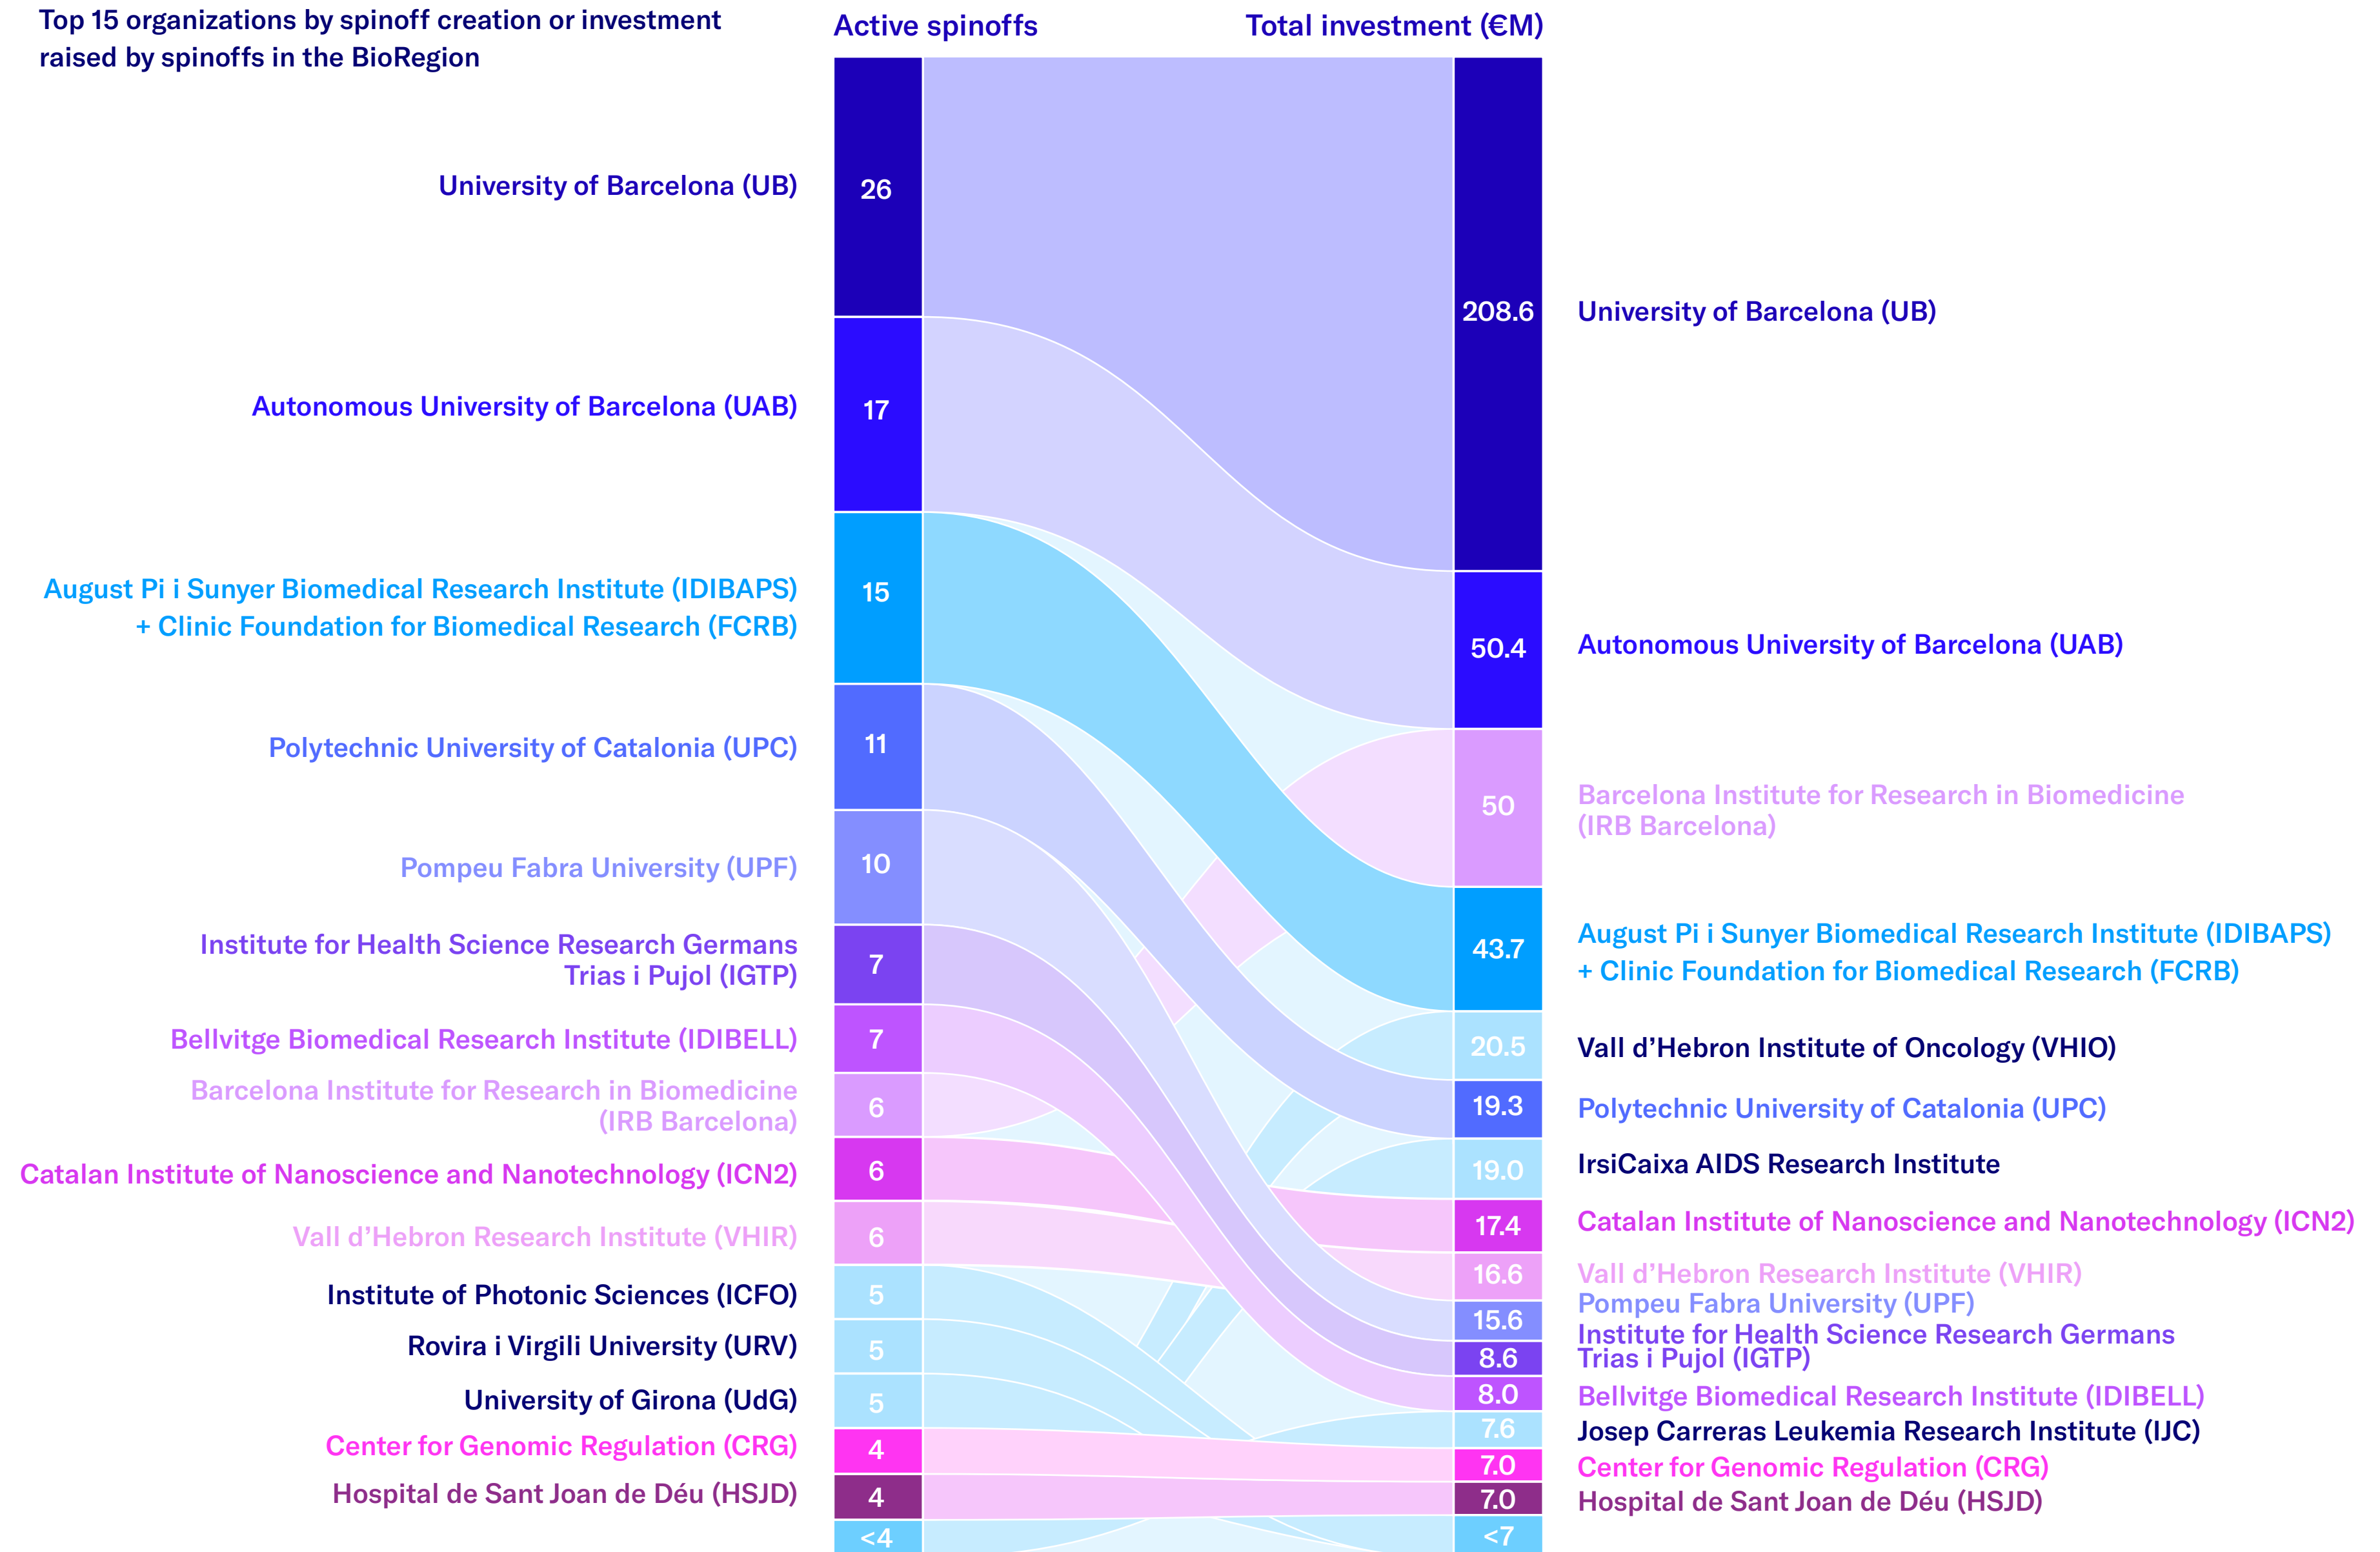 Top 15 organizations by spinoff creation or investment
raised by spinoffs in the BioRegion
Active spinoffs
Total investment (€M)
University of Barcelona (UB)
26
Autonomous University of Barcelona (UAB)
17
August Pi i Sunyer Biomedical Research Institute (IDIBAPS)
+ Clinic Foundation for Biomedical Research (FCRB)
15
Polytechnic University of Catalonia (UPC)
11
Pompeu Fabra University (UPF)
10
Institute for Health Science Research Germans
Trias i Pujol (IGTP)
7
Bellvitge Biomedical Research Institute (IDIBELL)
7
Barcelona Institute for Research in Biomedicine
(IRB Barcelona)
6
Catalan Institute of Nanoscience and Nanotechnology (ICN2)
6
Vall d’Hebron Research Institute (VHIR)
6
Institute of Photonic Sciences (ICFO)
5
Rovira i Virgili University (URV)
5
University of Girona (UdG)
5
Center for Genomic Regulation (CRG)
4
Hospital de Sant Joan de Déu (HSJD)
4
<4
208.6
University of Barcelona (UB)
50.4
Autonomous University of Barcelona (UAB)
50
Barcelona Institute for Research in Biomedicine
(IRB Barcelona)
43.7
August Pi i Sunyer Biomedical Research Institute (IDIBAPS)
+ Clinic Foundation for Biomedical Research (FCRB)
20.5
Vall d’Hebron Institute of Oncology (VHIO)
19.3
Polytechnic University of Catalonia (UPC)
19.0
IrsiCaixa AIDS Research Institute
17.4
Catalan Institute of Nanoscience and Nanotechnology (ICN2)
16.6
Vall d’Hebron Research Institute (VHIR)
15.6
Pompeu Fabra University (UPF)
8.6
Institute for Health Science Research Germans
Trias i Pujol (IGTP)
8.0
Bellvitge Biomedical Research Institute (IDIBELL)
7.6
Josep Carreras Leukemia Research Institute (IJC)
7.0
Center for Genomic Regulation (CRG)
7.0
Hospital de Sant Joan de Déu (HSJD)
<7